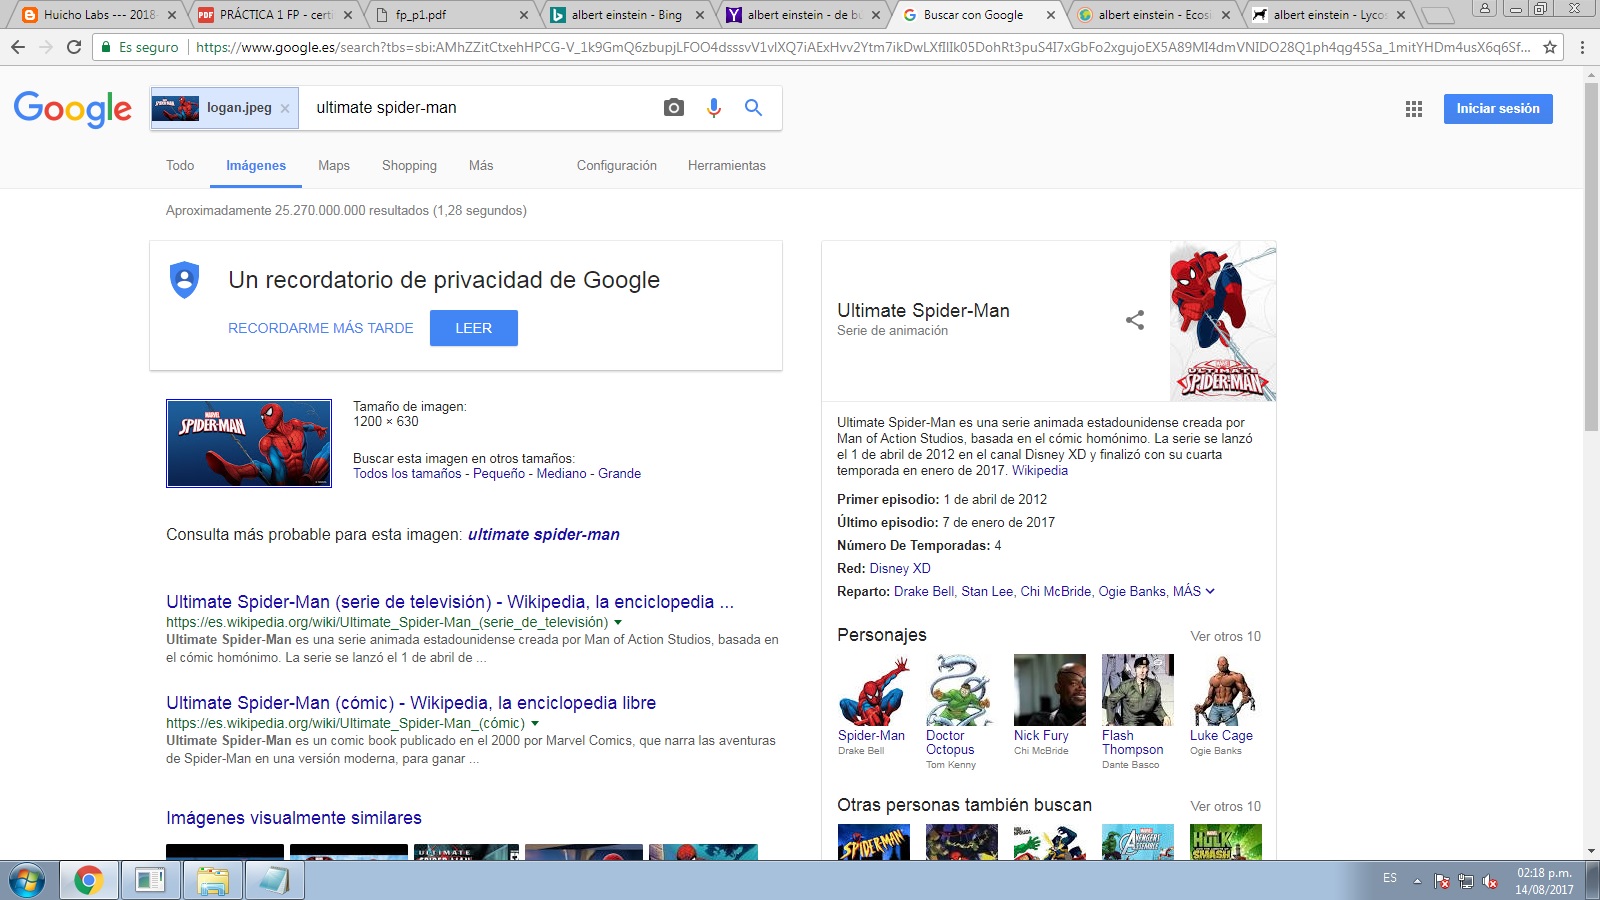 Huicho Labs --- 2018-
PRÁCTICA 1 FP - certi
fp_p1.pdf
albert einstein - Bing
albert einstein - de bu
Buscar con Google
albert einstein - Ecosi
albert einstein - Lycos
Es seguro
https://www.google.es/search?tbs=sbi:AMhZZitCtxehHPCG-V_1k9GmQ6zbupjLFOO4dsssvV1vlXQ7iAExHvv2Ytm7ikDwLXfIlIk05DohRt3puS4I7xGbFo2xgujoEX5A89MI4dmVNIDO28Q1ph4qg45Sa_1mitYHDm4usX6q6Sf...
Google
logan.jpeg
ultimate spider-man
Iniciar sesión
Todo
Imágenes
Maps
Shopping
Más
Configuración
Herramientas
Aproximadamente 25.270.000.000 resultados (1,28 segundos)
Un recordatorio de privacidad de Google
RECORDARME MÁS TARDE
LEER
MARVEL
SPIDER-MAN
Tamaño de imagen:
1200 × 630
Buscar esta imagen en otros tamaños:
Todos los tamaños - Pequeño - Mediano - Grande
Consulta más probable para esta imagen: ultimate spider-man
Ultimate Spider-Man (serie de televisión) - Wikipedia, la enciclopedia ...
https://es.wikipedia.org/wiki/Ultimate_Spider-Man_(serie_de_televisión)
Ultimate Spider-Man es una serie animada estadounidense creada por Man of Action Studios, basada en
el cómic homónimo. La serie se lanzó el 1 de abril de ...
Ultimate Spider-Man (cómic) - Wikipedia, la enciclopedia libre
https://es.wikipedia.org/wiki/Ultimate_Spider-Man_(cómic)
Ultimate Spider-Man es un comic book publicado en el 2000 por Marvel Comics, que narra las aventuras
de Spider-Man en una versión moderna, para ganar ...
Imágenes visualmente similares
Ultimate Spider-Man
Serie de animación
MARVEL
ULTIMATE
SPIDER-MAN
Ultimate Spider-Man es una serie animada estadounidense creada por
Man of Action Studios, basada en el cómic homónimo. La serie se lanzó
el 1 de abril de 2012 en el canal Disney XD y finalizó con su cuarta
temporada en enero de 2017. Wikipedia
Primer episodio: 1 de abril de 2012
Último episodio: 7 de enero de 2017
Número De Temporadas: 4
Red: Disney XD
Reparto: Drake Bell, Stan Lee, Chi McBride, Ogie Banks, MÁS
Personajes
Ver otros 10
Spider-Man
Drake Bell
Doctor
Octopus
Tom Kenny
Nick Fury
Chi McBride
Flash
Thompson
Dante Basco
Luke Cage
Ogie Banks
Otras personas también buscan
Ver otros 10
SPIDER-MAN
AVENGERS
ASSEMBLE
HULK
SMASH
ES
02:18 p.m.
14/08/2017